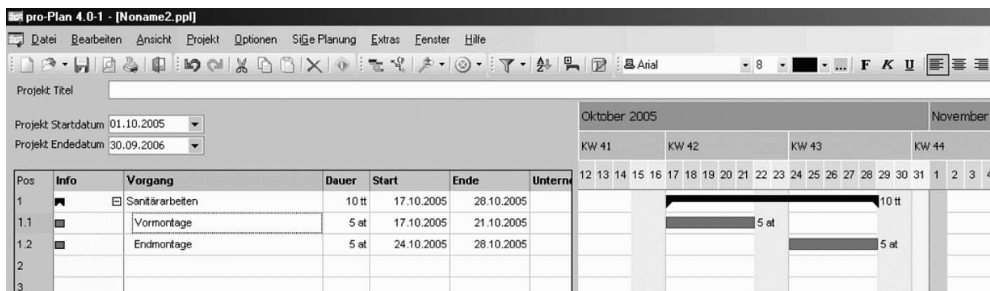 pro-Plan 4.0-1 - [Noname2.ppl]
Datei Bearbeiten Ansicht Projekt Optionen SiGe Planung Extras Fenster Hilfe
Arial 8 ... F K U
Projekt Titel
Projekt Startdatum 01.10.2005
Projekt Endedatum 30.09.2006
Oktober 2005 November
KW 41 KW 42 KW 43 KW 44
Pos Info Vorgang Dauer Start Ende Unterne 12 13 14 15 16 17 18 19 20 21 22 23 24 25 26 27 28 29 30 31 1 2 3 4
1 Sanitärarbeiten 10 tt 17.10.2005 28.10.2005 10 tt
1.1 Vormontage 5 at 17.10.2005 21.10.2005 5 at
1.2 Endmontage 5 at 24.10.2005 28.10.2005 5 at
2
3